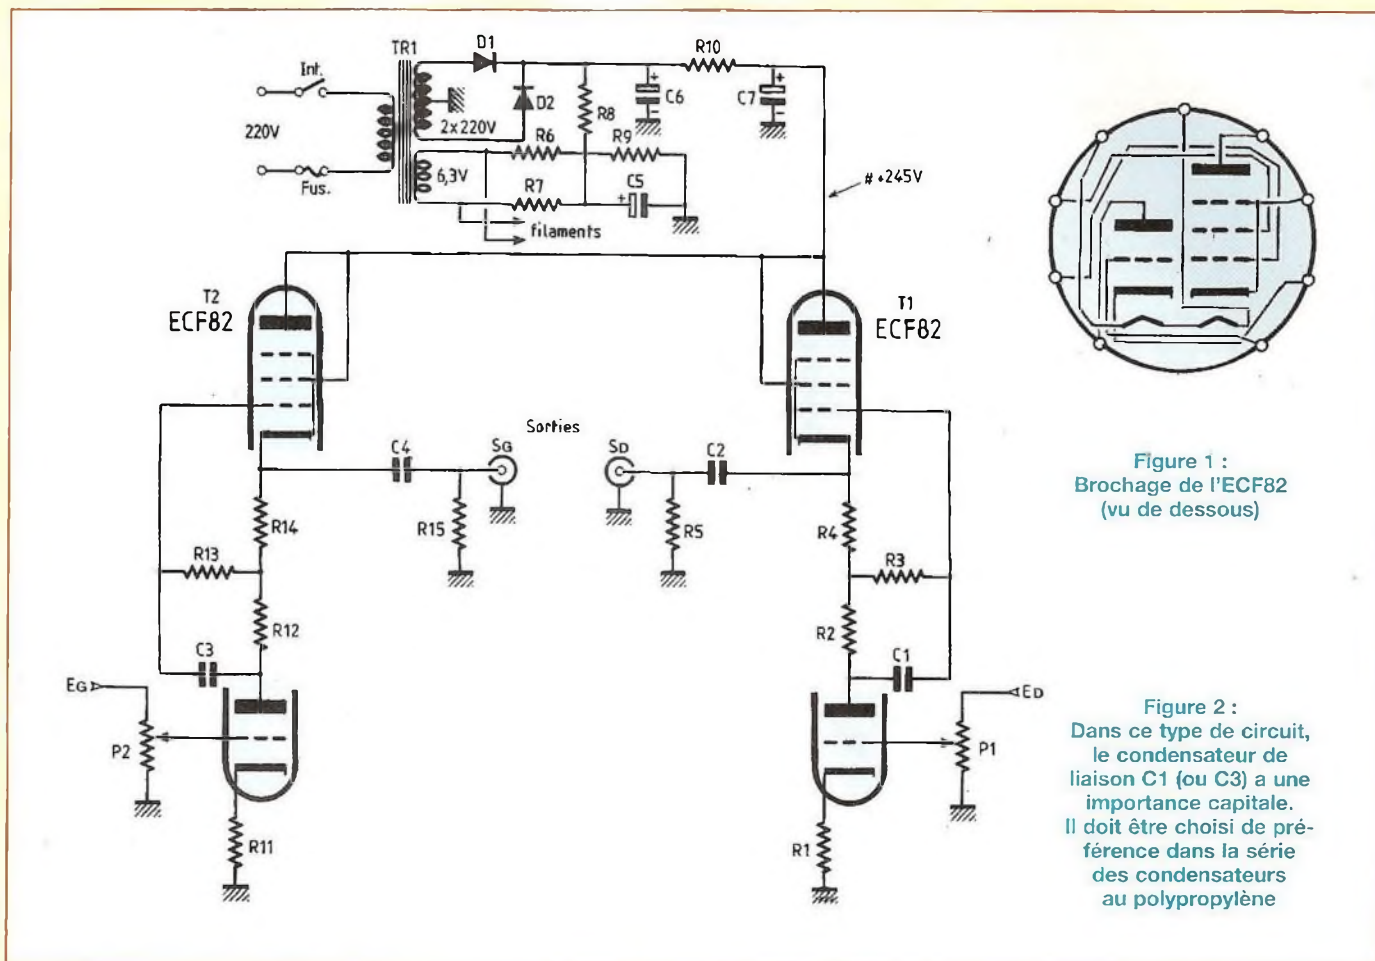 TR1
D1
R10
Int.
220V
Fus.
2x220V
D2
R8
C6
+
-
C7
+
-
6,3V
R6
R9
R7
+
C5
filaments
# +245V
T2
ECF82
T1
ECF82
Sorties
C4
SG
SD
C2
R14
R15
R5
R4
R13
R3
R12
R2
C3
C1
EG
ED
P2
P1
R11
R1
Figure 1 :
Brochage de l'ECF82
(vu de dessous)
Figure 2 :
Dans ce type de circuit,
le condensateur de
liaison C1 (ou C3) a une
importance capitale.
Il doit être choisi de pré-
férence dans la série
des condensateurs
au polypropylène